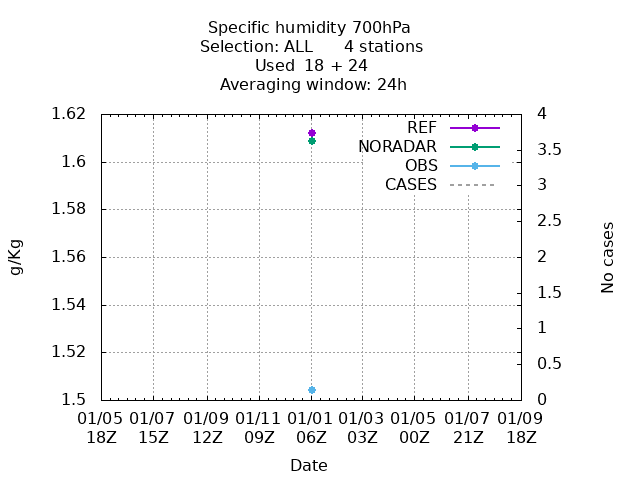 Specific humidity 700hPa
Selection: ALL      4 stations
Used  18 + 24
Averaging window: 24h
1.62
1.6
1.58
1.56
1.54
1.52
1.5
g/Kg
REF
NORADAR
OBS
CASES
4
3.5
3
2.5
2
1.5
1
0.5
0
No cases
01/05 01/07 01/09 01/11 01/01 01/03 01/05 01/07 01/09
18Z 15Z 12Z 09Z 06Z 03Z 00Z 21Z 18Z
Date